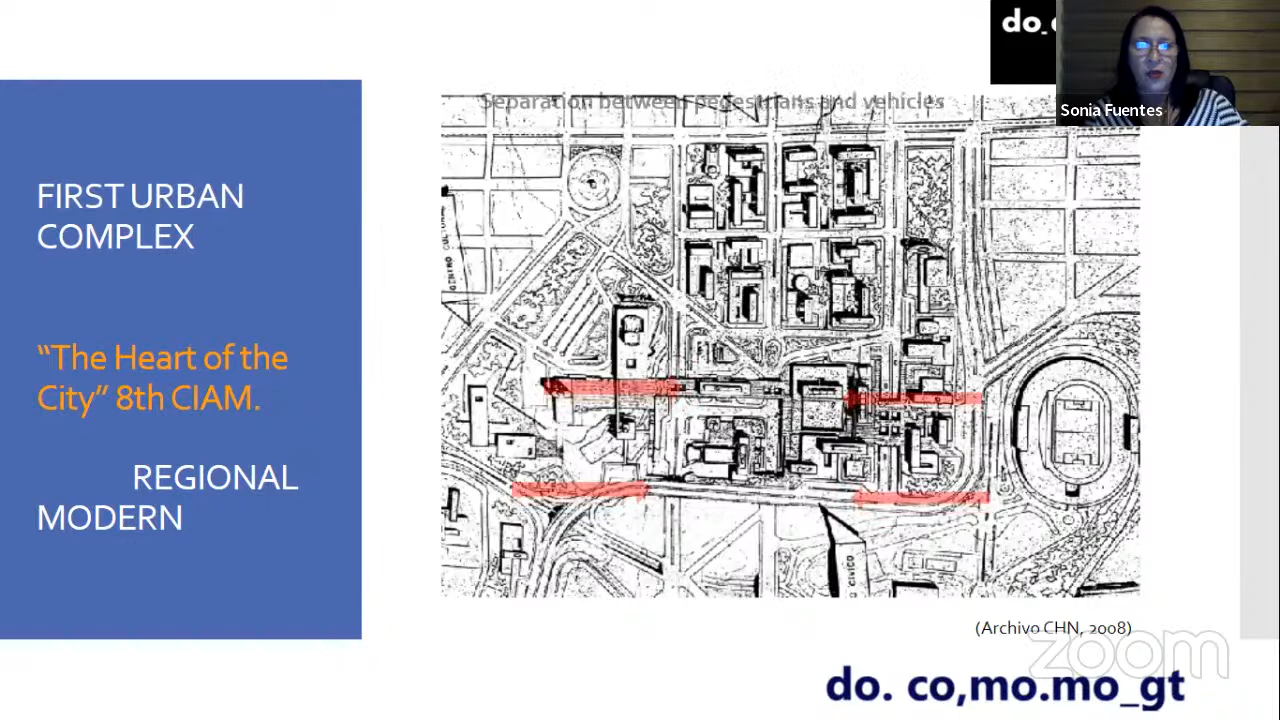 do_
Separation between pedestrians and vehicles
Sonia Fuentes
FIRST URBAN
COMPLEX
“The Heart of the
City” 8th CIAM.
REGIONAL
MODERN
CENTRO CULTURAL
CIVICO
(Archivo CHN, 2008)
zoom
do. co,mo.mo_gt